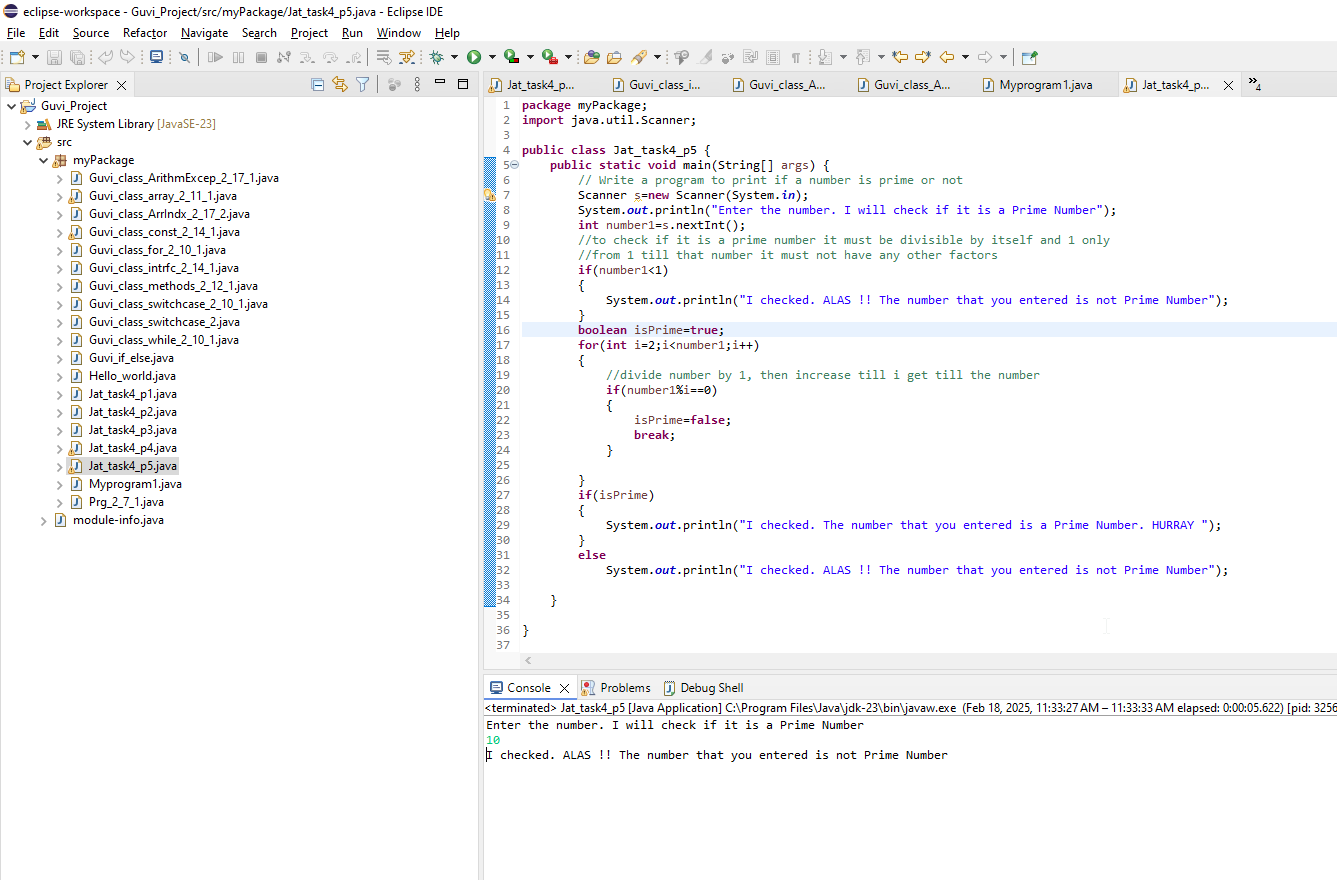 eclipse-workspace - Guvi_Project/src/myPackage/Jat_task4_p5.java - Eclipse IDE
File Edit Source Refactor Navigate Search Project Run Window Help
Project Explorer
Guvi_Project
JRE System Library [JavaSE-23]
src
myPackage
Guvi_class_ArithmExcep_2_17_1.java
Guvi_class_array_2_11_1.java
Guvi_class_ArrIndx_2_17_2.java
Guvi_class_const_2_14_1.java
Guvi_class_for_2_10_1.java
Guvi_class_intrfc_2_14_1.java
Guvi_class_methods_2_12_1.java
Guvi_class_switchcase_2_10_1.java
Guvi_class_switchcase_2.java
Guvi_class_while_2_10_1.java
Guvi_if_else.java
Hello_world.java
Jat_task4_p1.java
Jat_task4_p2.java
Jat_task4_p3.java
Jat_task4_p4.java
Jat_task4_p5.java
Myprogram1.java
Prg_2_7_1.java
module-info.java
Jat_task4_p... Guvi_class_i... Guvi_class_A... Guvi_class_A... Myprogram1.java Jat_task4_p... »4
1 package myPackage;
2 import java.util.Scanner;
3
4 public class Jat_task4_p5 {
5 public static void main(String[] args) {
6 // Write a program to print if a number is prime or not
7 Scanner s=new Scanner(System.in);
8 System.out.println("Enter the number. I will check if it is a Prime Number");
9 int number1=s.nextInt();
10 //to check if it is a prime number it must be divisible by itself and 1 only
11 //from 1 till that number it must not have any other factors
12 if(number1<1)
13 {
14 System.out.println("I checked. ALAS !! The number that you entered is not Prime Number");
15 }
16 boolean isPrime=true;
17 for(int i=2;i<number1;i++)
18 {
19 //divide number by 1, then increase till i get till the number
20 if(number1%i==0)
21 {
22 isPrime=false;
23 break;
24 }
25
26 }
27 if(isPrime)
28 {
29 System.out.println("I checked. The number that you entered is a Prime Number. HURRAY ");
30 }
31 else
32 System.out.println("I checked. ALAS !! The number that you entered is not Prime Number");
33
34 }
35
36 }
37
Console Problems Debug Shell
<terminated> Jat_task4_p5 [Java Application] C:\Program Files\Java\jdk-23\bin\javaw.exe (Feb 18, 2025, 11:33:27 AM – 11:33:33 AM elapsed: 0:00:05.622) [pid: 3256
Enter the number. I will check if it is a Prime Number
10
I checked. ALAS !! The number that you entered is not Prime Number